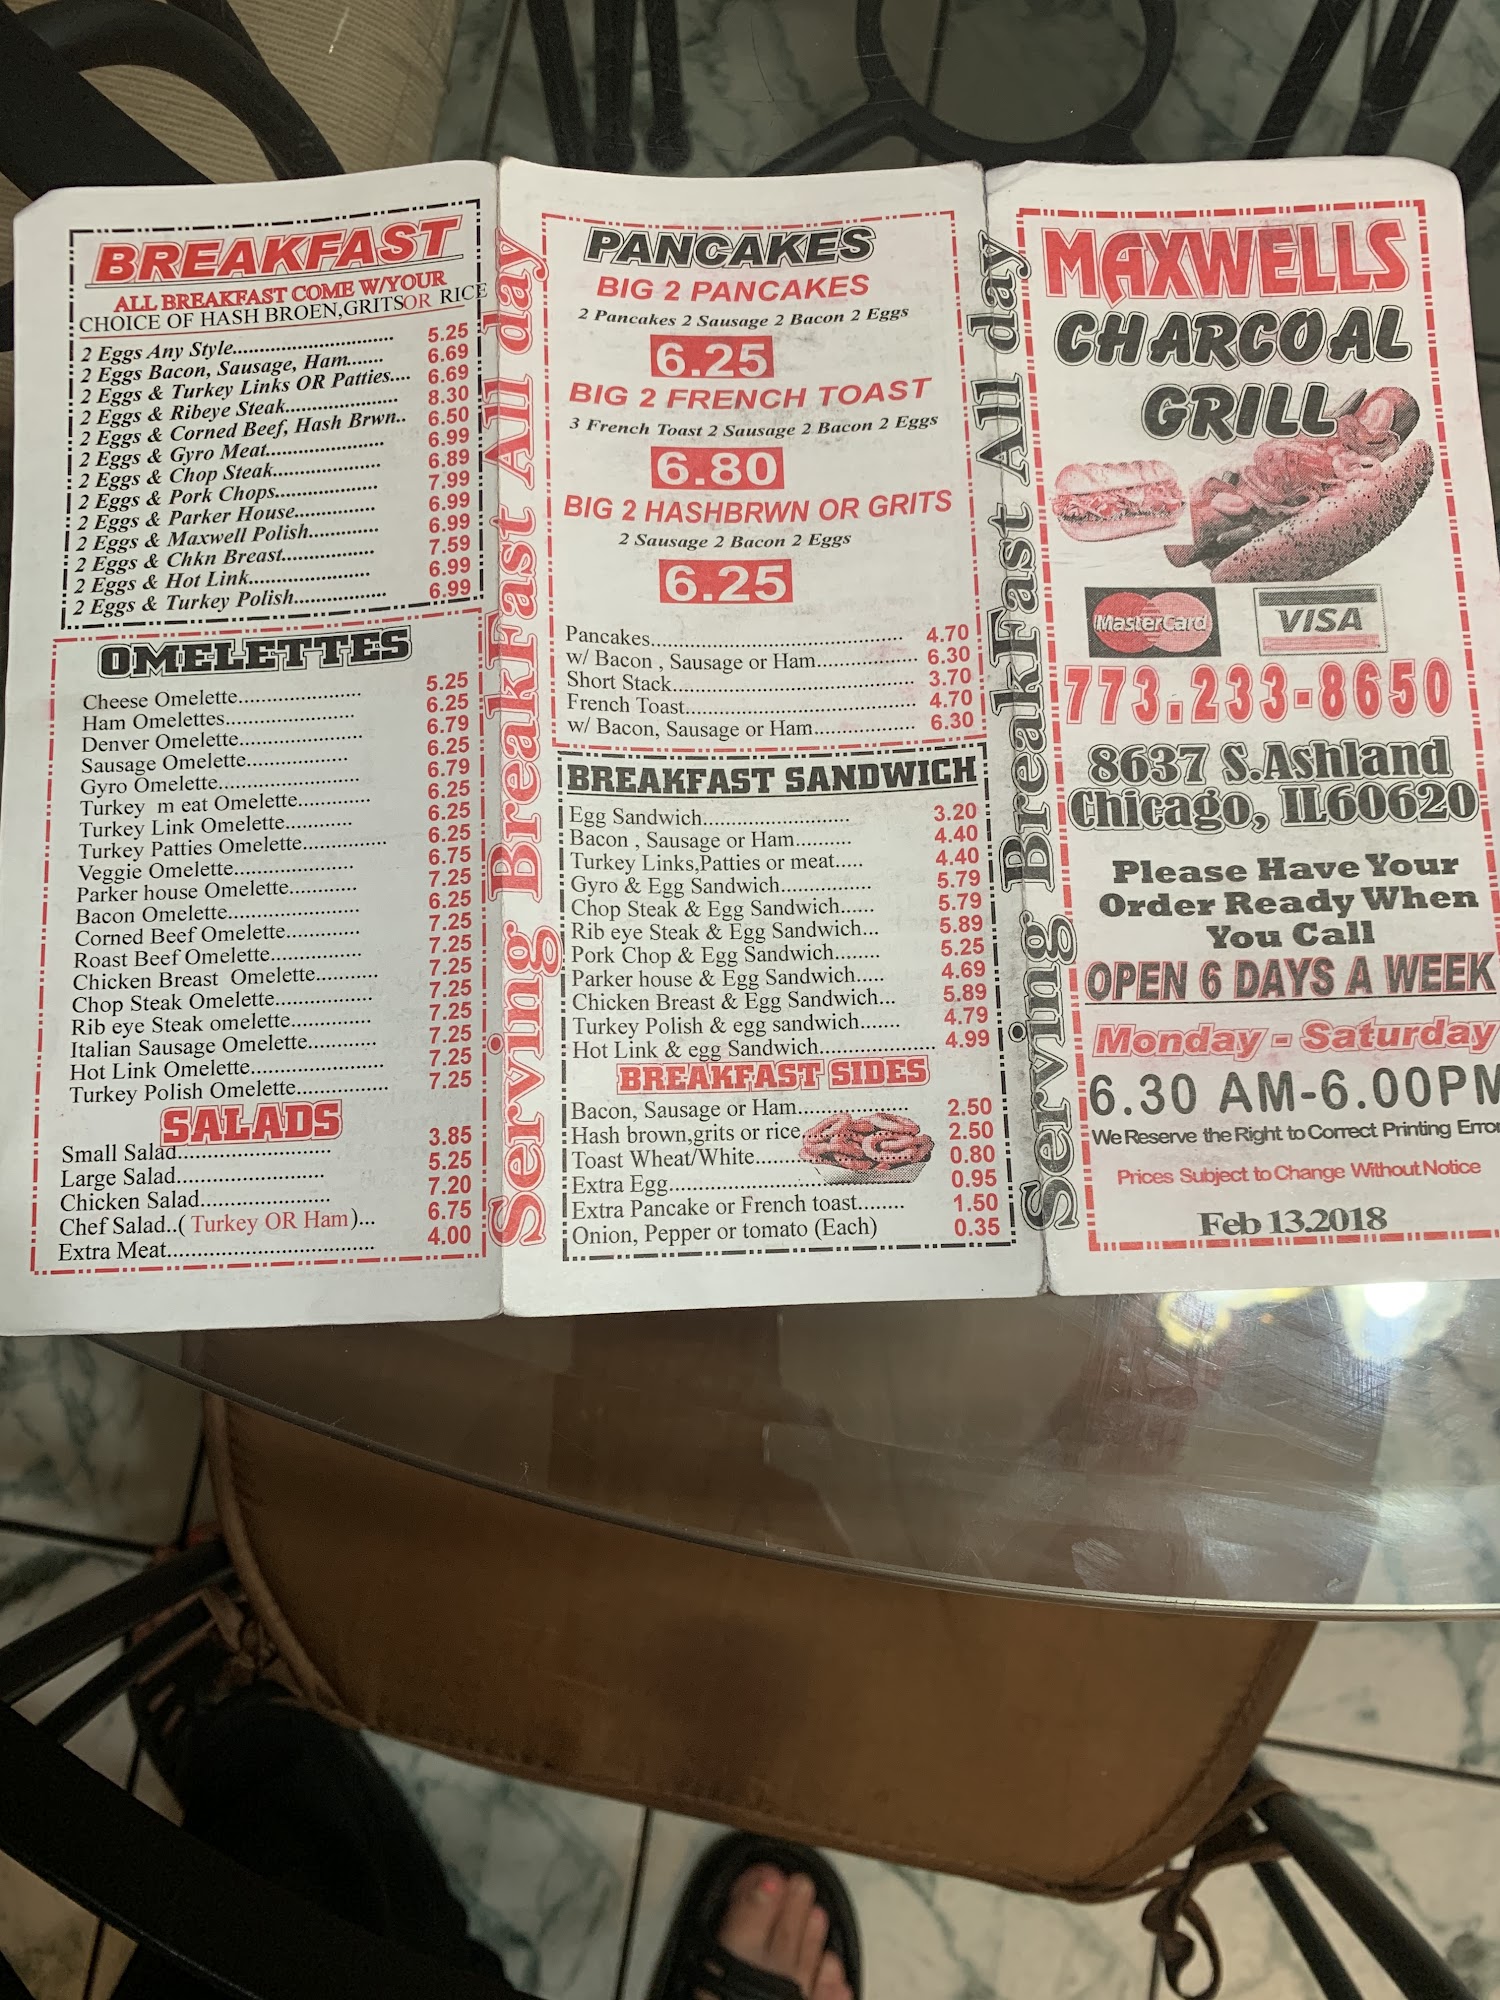 BREAKFAST
ALL BREAKFAST COME W/YOUR
CHOICE OF HASH BROEN,GRITSOR RICE
2 Eggs Any Style.................................. 5.25
2 Eggs Bacon, Sausage, Ham....... 6.69
2 Eggs & Turkey Links OR Patties.... 6.69
2 Eggs & Ribeye Steak....................... 8.30
2 Eggs & Corned Beef, Hash Brwn.. 6.50
2 Eggs & Gyro Meat........................ 6.99
2 Eggs & Chop Steak...................... 6.89
2 Eggs & Pork Chops..................... 7.99
2 Eggs & Parker House................ 6.99
2 Eggs & Maxwell Polish.............. 6.99
2 Eggs & Chkn Breast................... 7.59
2 Eggs & Hot Link......................... 6.99
2 Eggs & Turkey Polish.................. 6.99
OMELETTES
Cheese Omelette........................ 5.25
Ham Omelettes......................... 6.25
Denver Omelette........................ 6.79
Sausage Omelette.................... 6.25
Gyro Omelette............................ 6.79
Turkey m eat Omelette.............. 6.25
Turkey Link Omelette............. 6.25
Turkey Patties Omelette................ 6.25
Veggie Omelette....................... 6.75
Parker house Omelette............. 7.25
Bacon Omelette......................... 6.25
Corned Beef Omelette.............. 7.25
Roast Beef Omelette................. 7.25
Chicken Breast Omelette............ 7.25
Chop Steak Omelette................... 7.25
Rib eye Steak omelette............... 7.25
Italian Sausage Omelette............. 7.25
Hot Link Omelette......................... 7.25
Turkey Polish Omelette................. 7.25
SALADS
Small Salad............................. 3.85
Large Salad............................ 5.25
Chicken Salad........................ 7.20
Chef Salad..( Turkey OR Ham)... 6.75
Extra Meat....................................... 4.00
Serving BreakFast All day
PANCAKES
BIG 2 PANCAKES
2 Pancakes 2 Sausage 2 Bacon 2 Eggs
6.25
BIG 2 FRENCH TOAST
3 French Toast 2 Sausage 2 Bacon 2 Eggs
6.80
BIG 2 HASHBRWN OR GRITS
2 Sausage 2 Bacon 2 Eggs
6.25
Pancakes................................................ 4.70
w/ Bacon , Sausage or Ham................... 6.30
Short Stack............................................. 3.70
French Toast.......................................... 4.70
w/ Bacon, Sausage or Ham................... 6.30
BREAKFAST SANDWICH
Egg Sandwich............................ 3.20
Bacon , Sausage or Ham.......... 4.40
Turkey Links,Patties or meat..... 4.40
Gyro & Egg Sandwich................. 5.79
Chop Steak & Egg Sandwich...... 5.79
Rib eye Steak & Egg Sandwich... 5.89
Pork Chop & Egg Sandwich........ 5.25
Parker house & Egg Sandwich..... 4.69
Chicken Breast & Egg Sandwich... 5.89
Turkey Polish & egg sandwich....... 4.79
Hot Link & egg Sandwich..................... 4.99
BREAKFAST SIDES
Bacon, Sausage or Ham..................... 2.50
Hash brown,grits or rice 2.50
Toast Wheat/White........ 0.80
Extra Egg........................ 0.95
Extra Pancake or French toast........ 1.50
Onion, Pepper or tomato (Each) 0.35
Serving BreakFast All day
MAXWELLS
CHARCOAL
GRILL
MasterCard
VISA
773.233-8650
8637 S.Ashland
Chicago, IL60620
Please Have Your
Order Ready When
You Call
OPEN 6 DAYS A WEEK
Monday - Saturday
6.30 AM-6.00PM
We Reserve the Right to Correct Printing Error
Prices Subject to Change Without Notice
Feb 13.2018